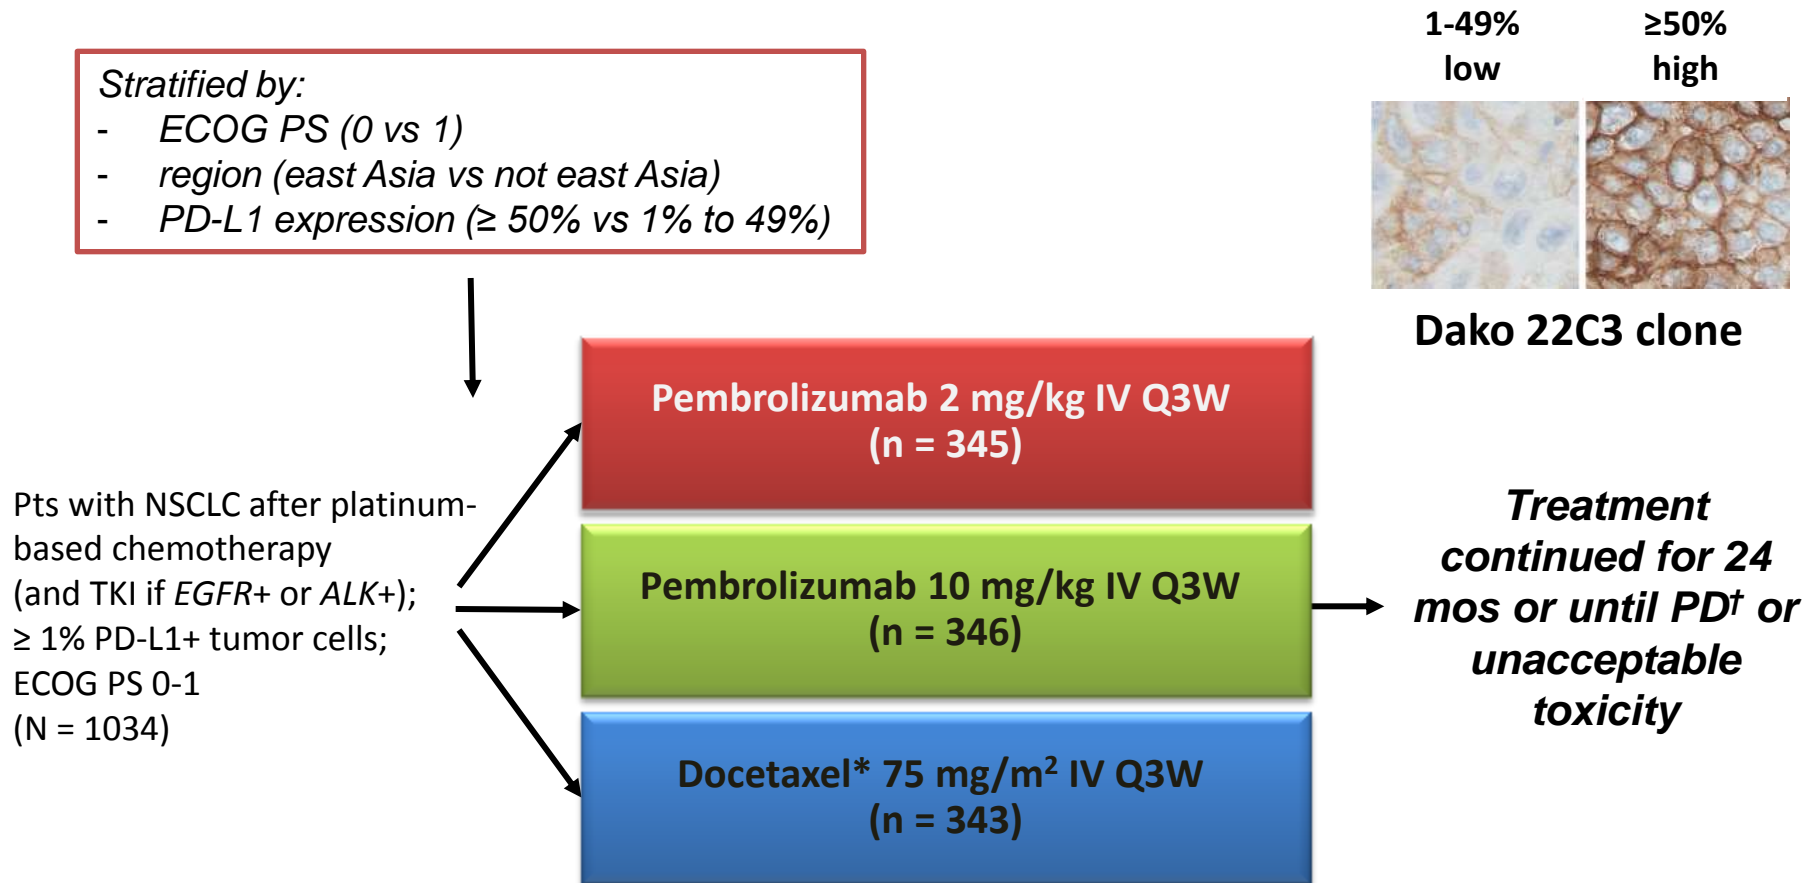 Stratified by:
- ECOG PS (0 vs 1)
- region (east Asia vs not east Asia)
- PD-L1 expression (≥ 50% vs 1% to 49%)
1-49%
low
≥50%
high
Dako 22C3 clone
Pts with NSCLC after platinum-
based chemotherapy
(and TKI if EGFR+ or ALK+);
≥ 1% PD-L1+ tumor cells;
ECOG PS 0-1
(N = 1034)
Pembrolizumab 2 mg/kg IV Q3W
(n = 345)
Pembrolizumab 10 mg/kg IV Q3W
(n = 346)
Docetaxel* 75 mg/m² IV Q3W
(n = 343)
Treatment
continued for 24
mos or until PD† or
unacceptable
toxicity